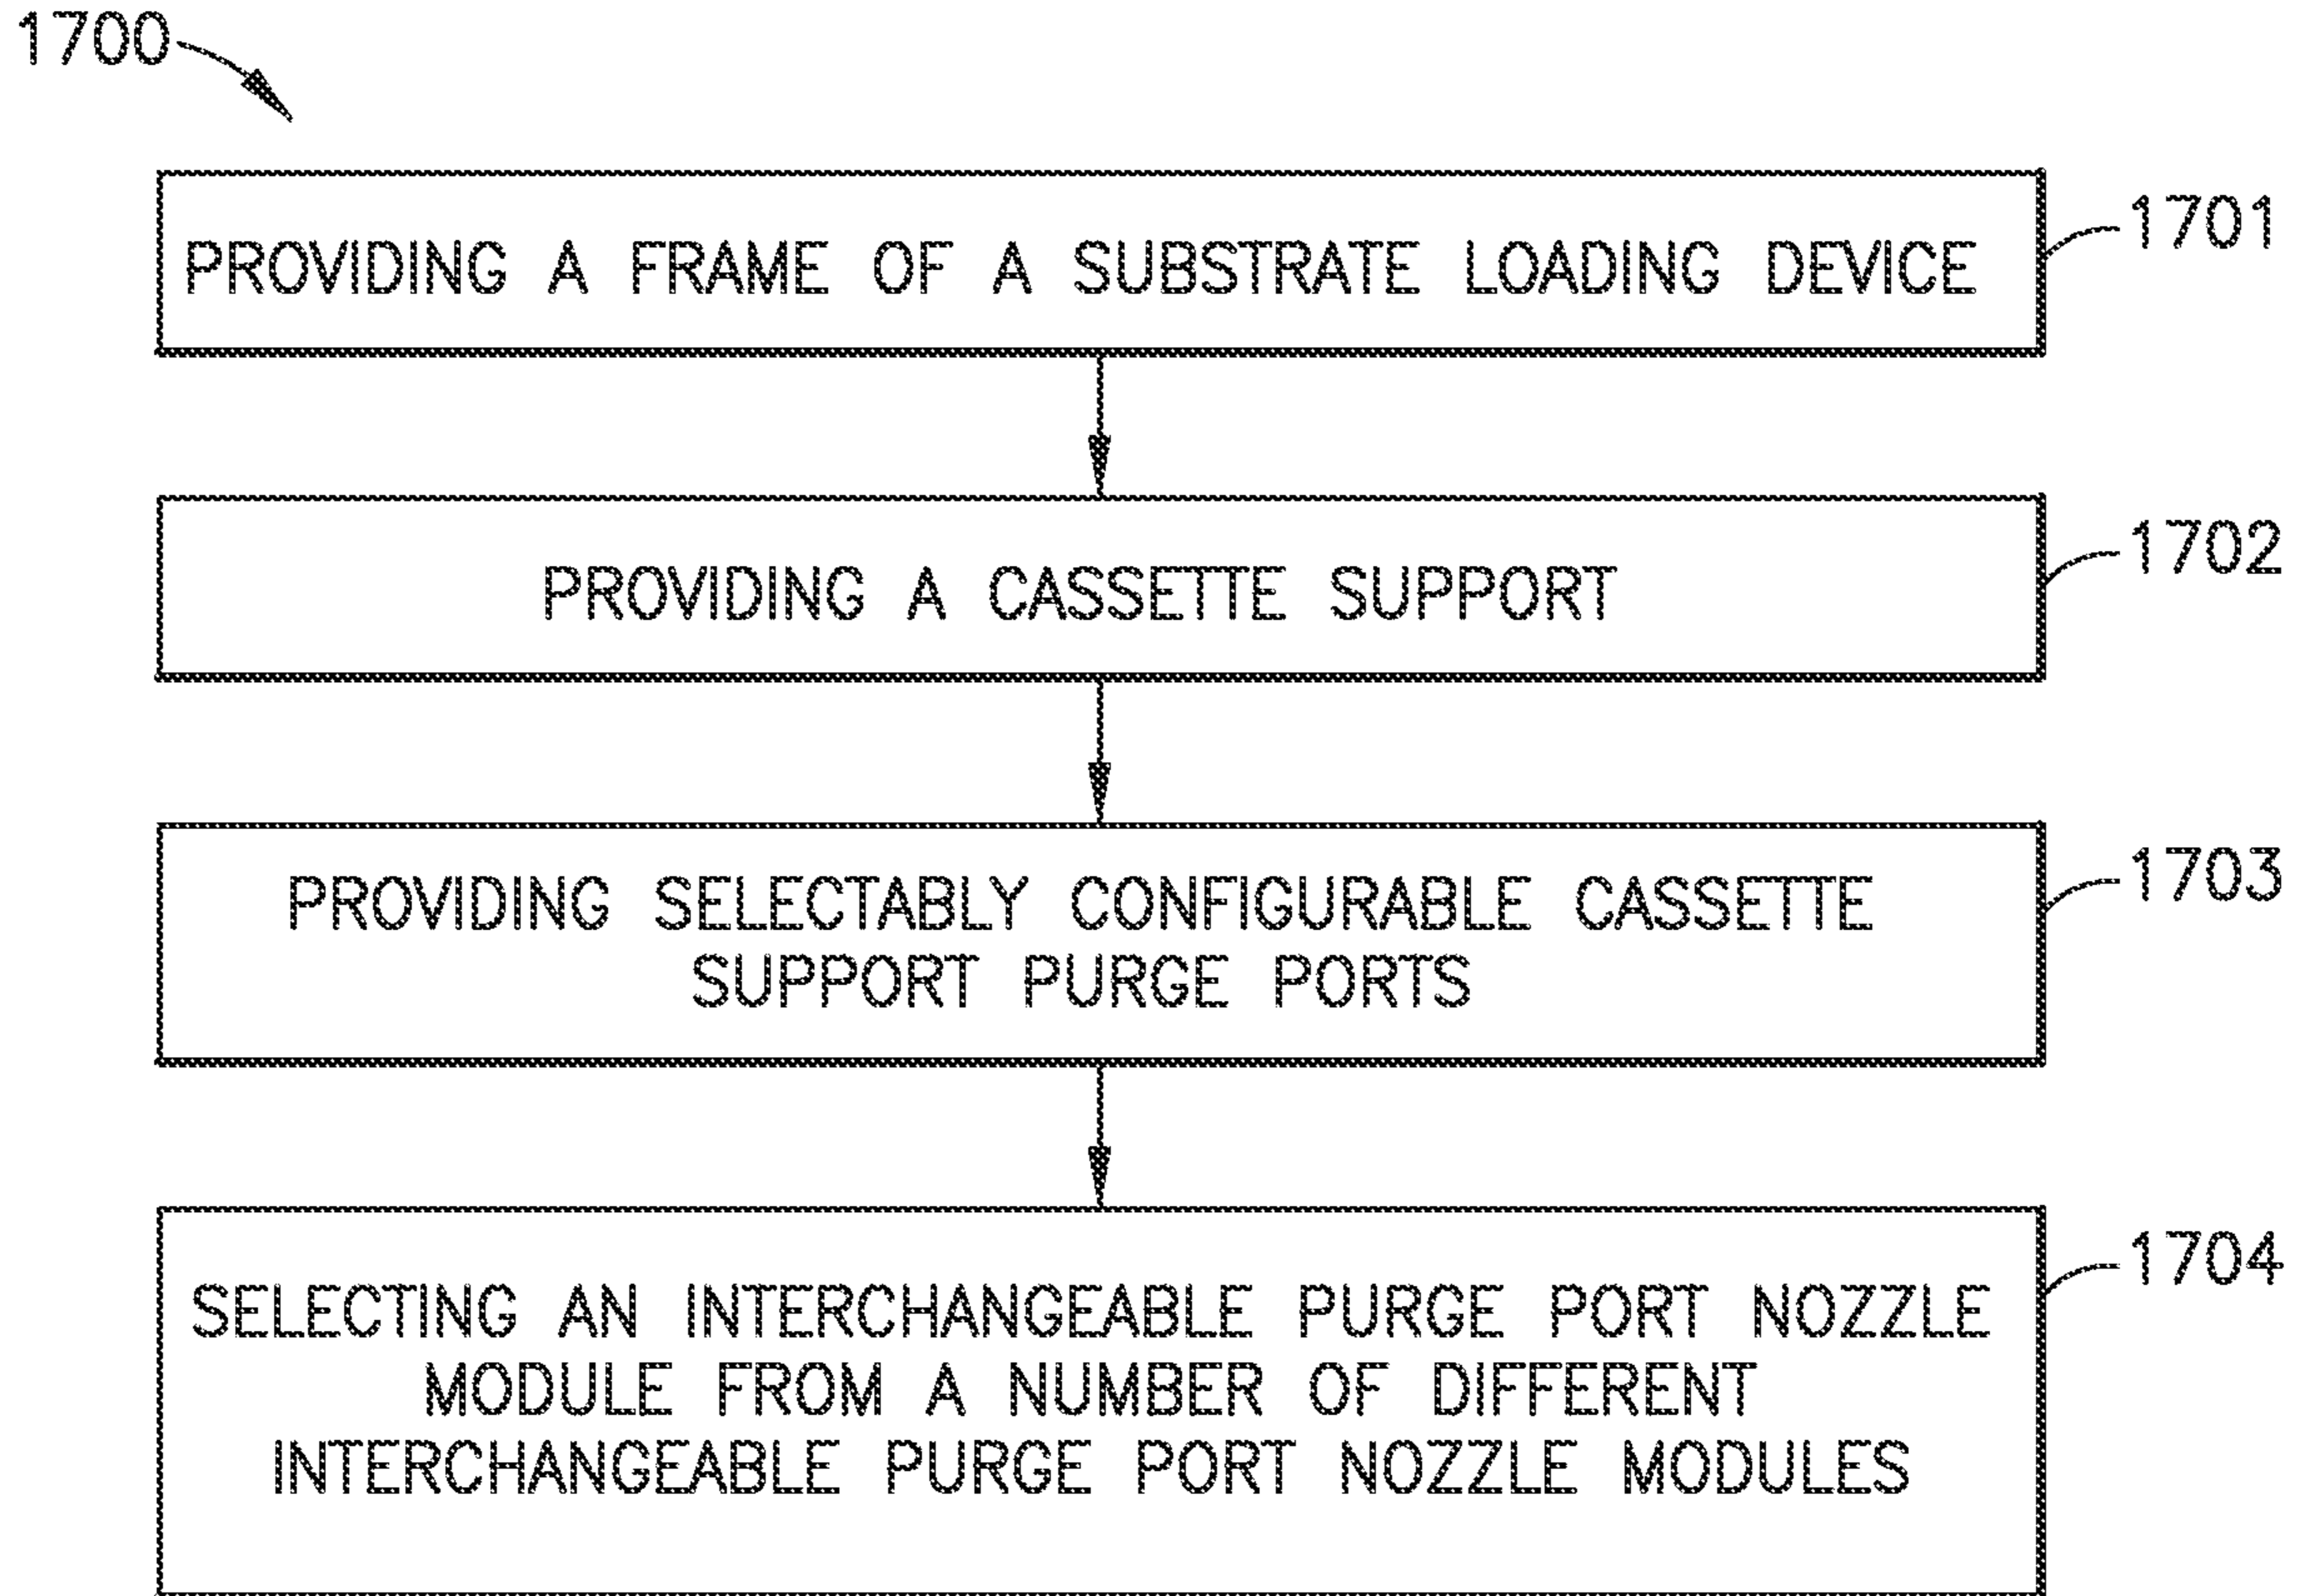 1700
PROVIDING A FRAME OF A SUBSTRATE LOADING DEVICE
1701
PROVIDING A CASSETTE SUPPORT
1702
PROVIDING SELECTABLY CONFIGURABLE CASSETTE
SUPPORT PURGE PORTS
1703
SELECTING AN INTERCHANGEABLE PURGE PORT NOZZLE
MODULE FROM A NUMBER OF DIFFERENT
INTERCHANGEABLE PURGE PORT NOZZLE MODULES
1704